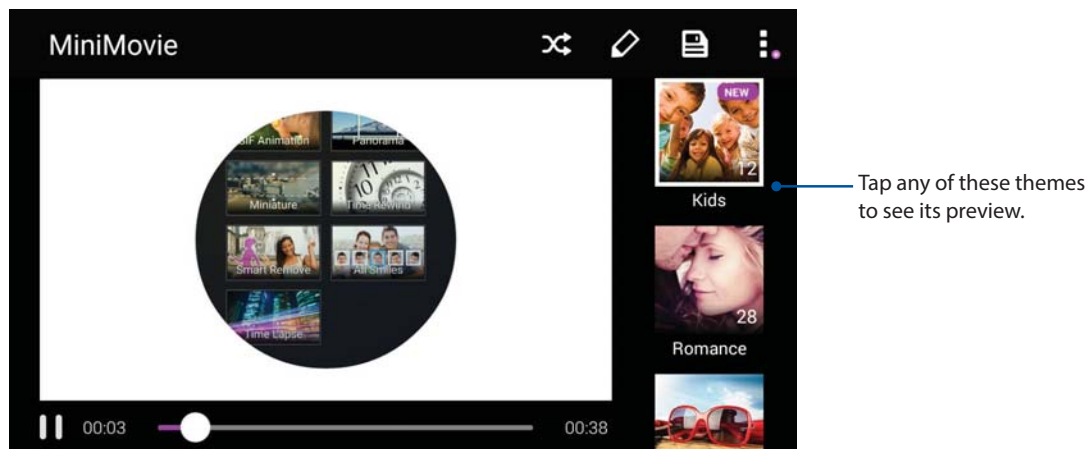 MiniMovie
GIF Animation
Panorama
Miniature
Time Rewind
Smart Remove
All Smiles
Time Lapse
NEW
12
Kids
28
Romance
00:03
00:38
Tap any of these themes
to see its preview.